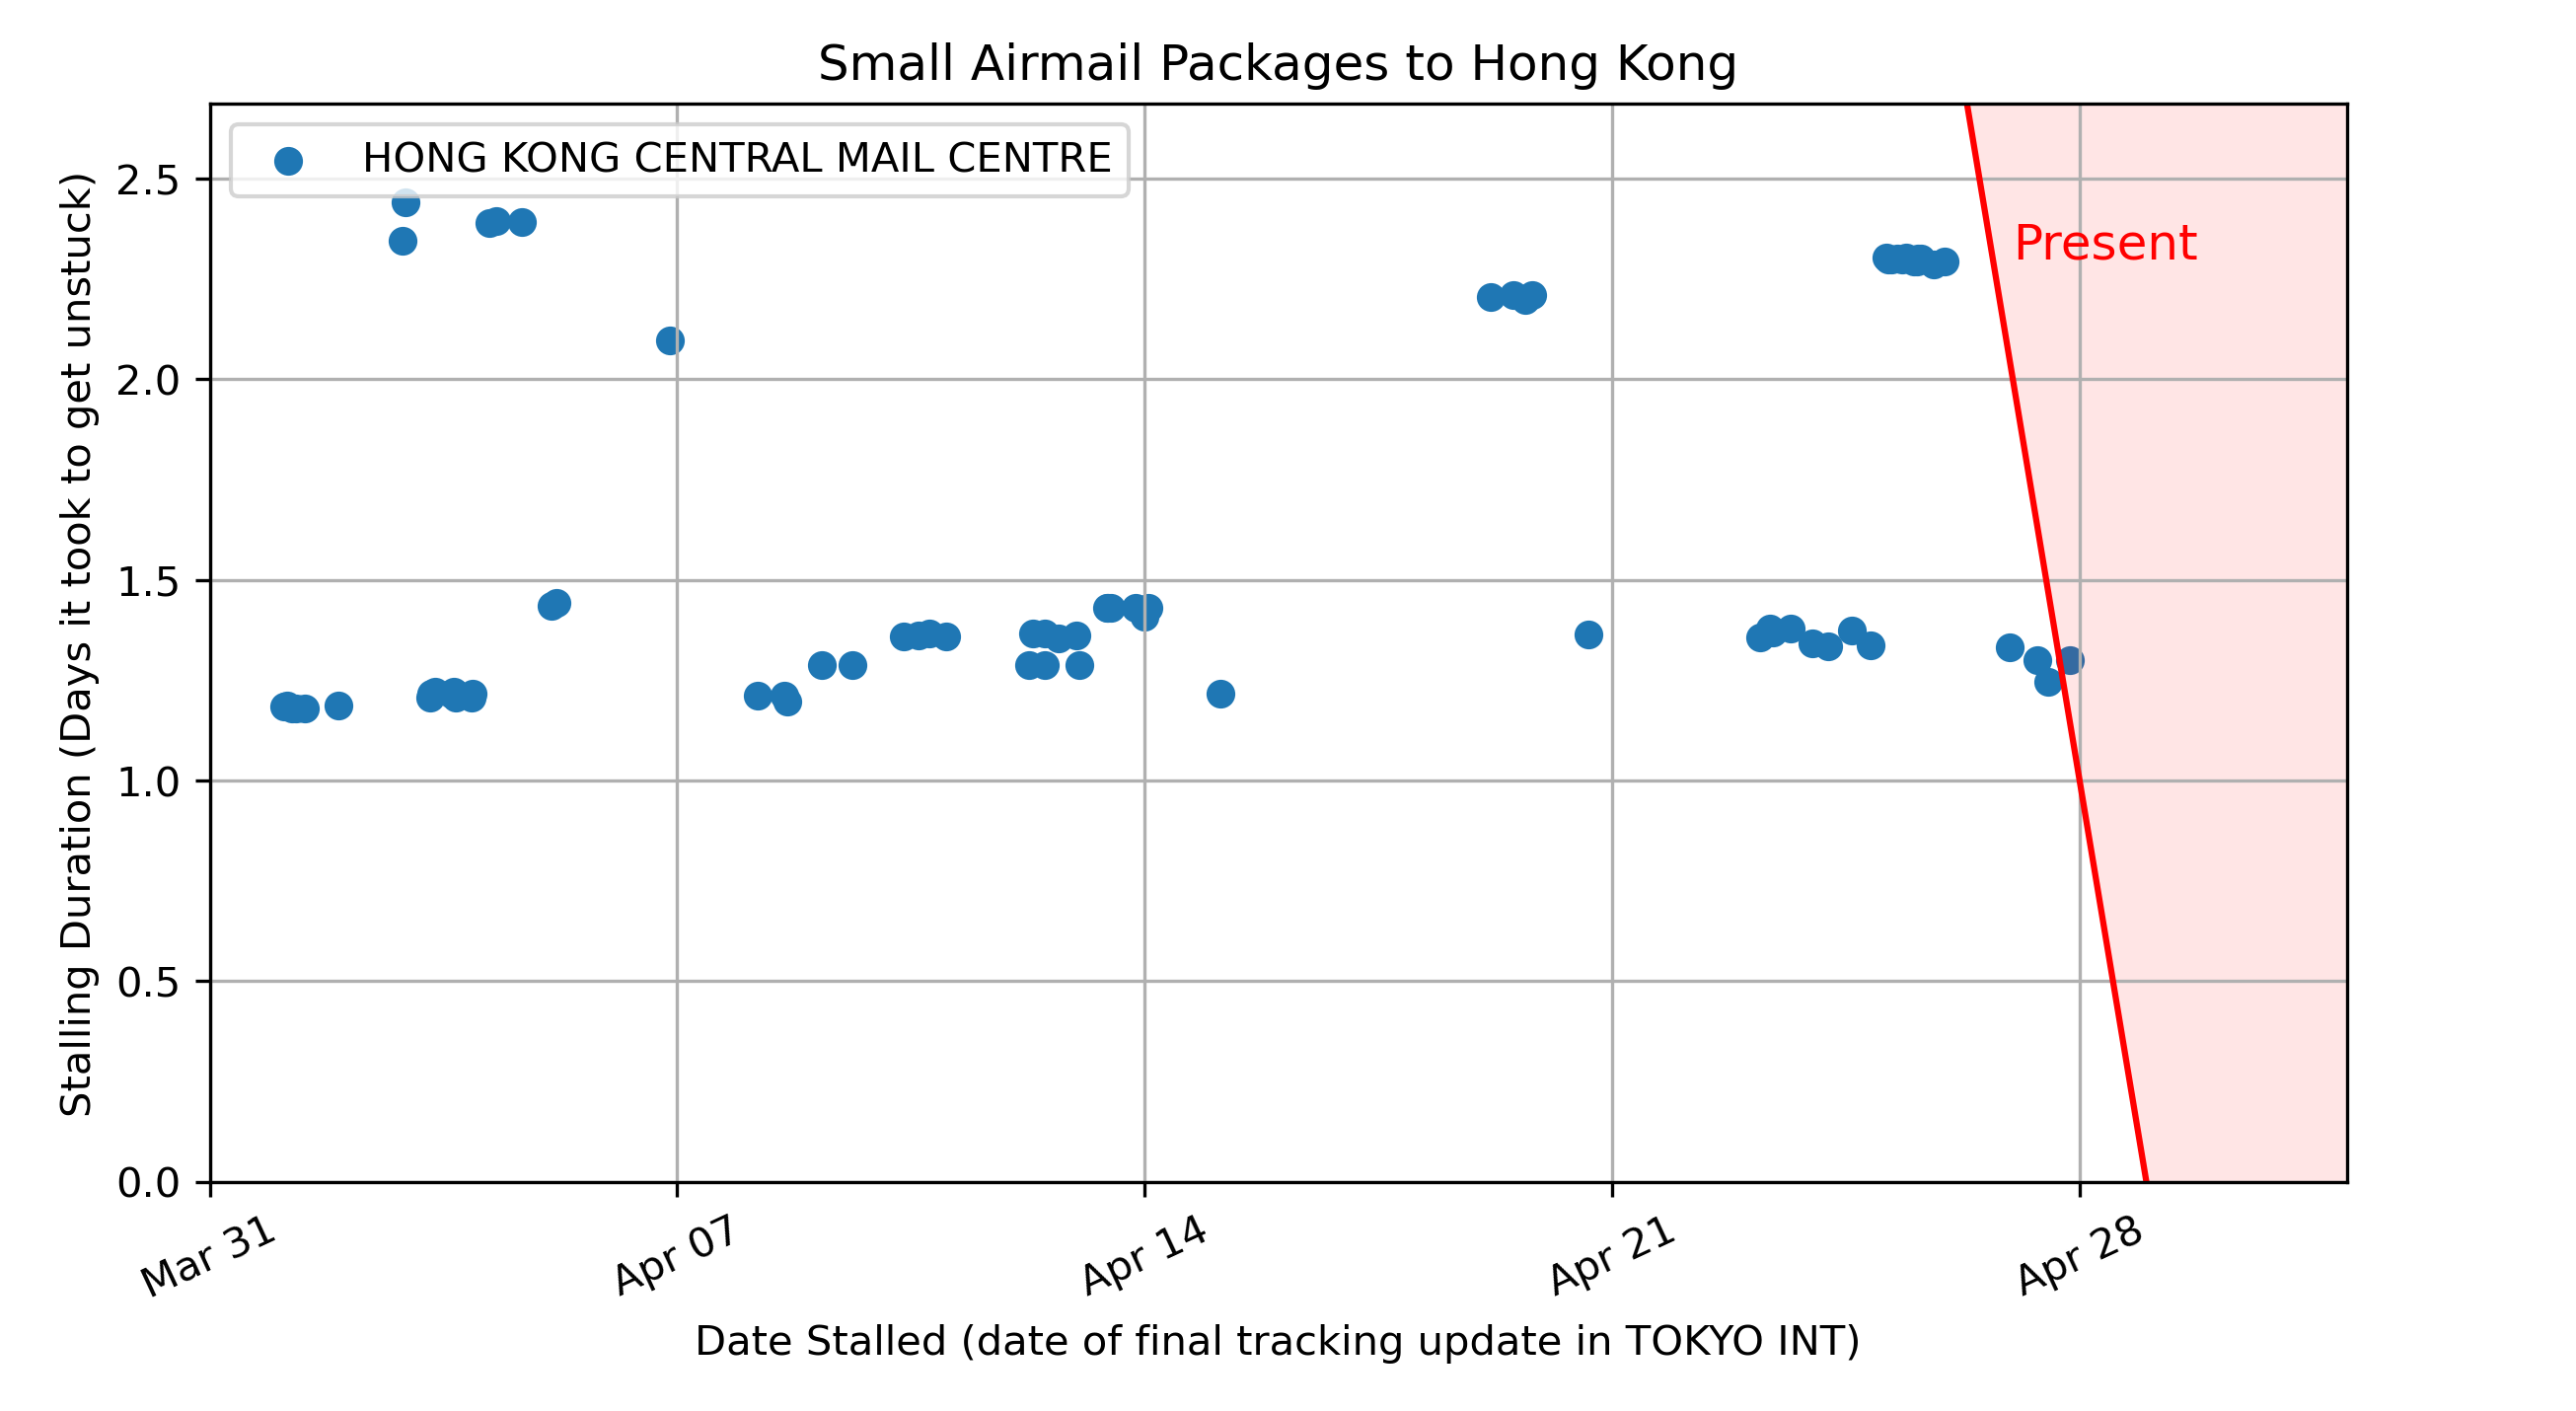 Small Airmail Packages to Hong Kong
HONG KONG CENTRAL MAIL CENTRE
Present
Stalling Duration (Days it took to get unstuck)
2.5
2.0
1.5
1.0
0.5
0.0
Mar 31
Apr 07
Apr 14
Apr 21
Apr 28
Date Stalled (date of final tracking update in TOKYO INT)